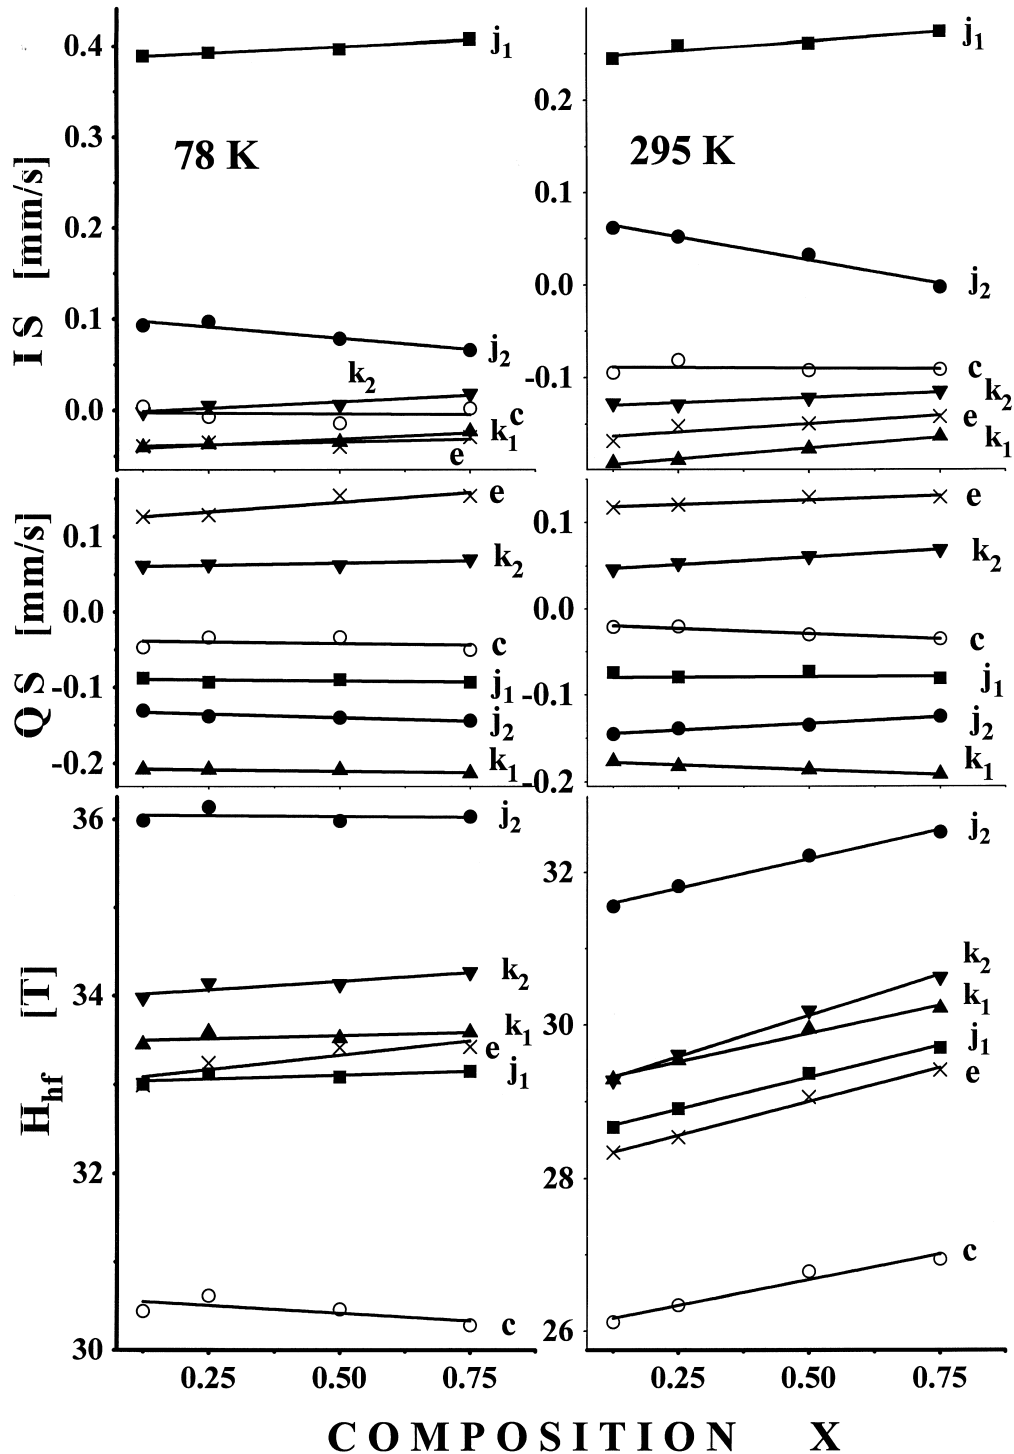 78 K
295 K
I S [mm/s]
0.4
0.3
0.2
0.1
0.0
j1
j2
k2
c
k1
e
0.2
0.1
0.0
-0.1
j1
j2
c
k2
e
k1
Q S [mm/s]
0.1
0.0
-0.1
-0.2
e
k2
c
j1
j2
k1
0.1
0.0
-0.1
-0.2
e
k2
c
j1
j2
k1
Hhf [T]
36
34
32
30
j2
k2
k1
e
j1
c
32
30
28
26
j2
k2
k1
j1
e
c
0.25 0.50 0.75
0.25 0.50 0.75
COMPOSITION X